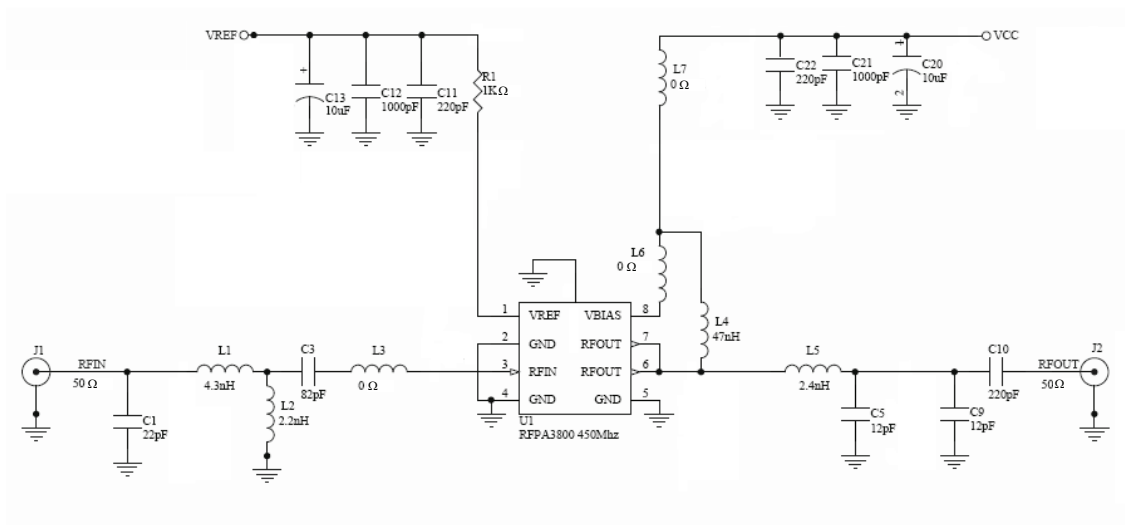 VREF
+
C13
10uF
C12
1000pF
C11
220pF
R1
1KΩ
L7
0 Ω
C22
220pF
C21
1000pF
+
C20
10uF
2
VCC
L6
0 Ω
1
VREF
VBIAS
8
2
GND
RFOUT
7
3
RFIN
RFOUT
6
4
GND
GND
5
U1
RFPA3800 450Mhz
L4
47nH
J1
RFIN
50 Ω
C1
22pF
L1
4.3nH
L2
2.2nH
C3
82pF
L3
0 Ω
L5
2.4nH
C5
12pF
C9
12pF
C10
220pF
RFOUT
50Ω
J2